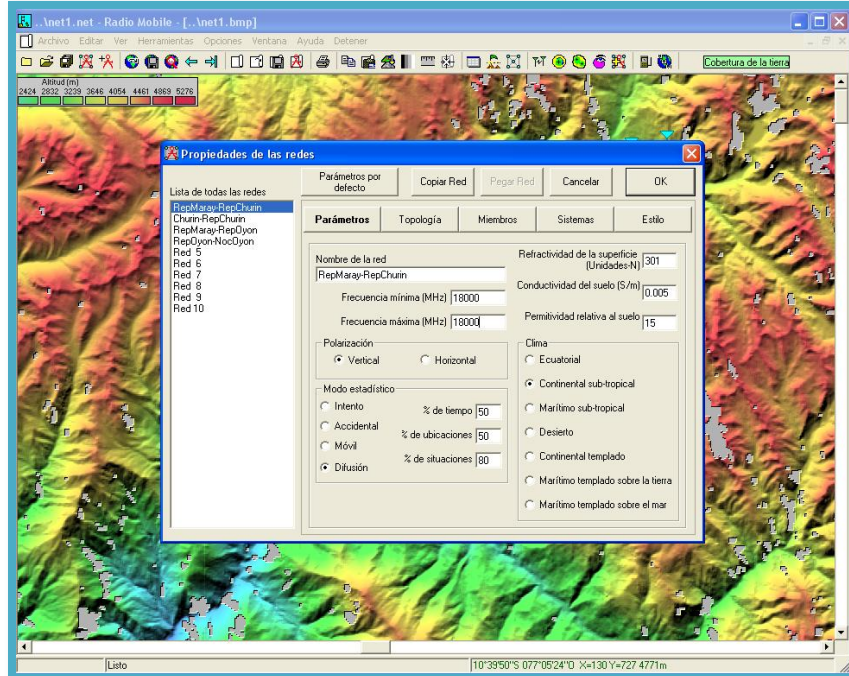 ..\net1.net - Radio Mobile - [..\net1.bmp]
Archivo Editar Ver Herramientas Opciones Ventana Ayuda Detener
Cobertura de la tierra
Altitud (m)
2424 2832 3239 3646 4054 4461 4869 5276
Propiedades de las redes
Lista de todas las redes
RepMaray-RepChurin
Churin-RepChurin
RepMaray-RepOyon
RepOyon-NocOyon
Red 5
Red 6
Red 7
Red 8
Red 9
Red 10
Parámetros por defecto
Copiar Red
Pegar Red
Cancelar
OK
Parámetros
Topología
Miembros
Sistemas
Estilo
Nombre de la red
RepMaray-RepChurin
Frecuencia mínima (MHz) 18000
Frecuencia máxima (MHz) 18000
Refractividad de la superficie (Unidades-N) 301
Conductividad del suelo (S/m) 0.005
Permitividad relativa al suelo 15
Polarización
Vertical
Horizontal
Modo estadístico
Intento
Accidental
Móvil
Difusión
% de tiempo 50
% de ubicaciones 50
% de situaciones 80
Clima
Ecuatorial
Continental sub-tropical
Marítimo sub-tropical
Desierto
Continental templado
Marítimo templado sobre la tierra
Marítimo templado sobre el mar
Listo
10°39'50''S 077°05'24''O X=130 Y=727 4771m